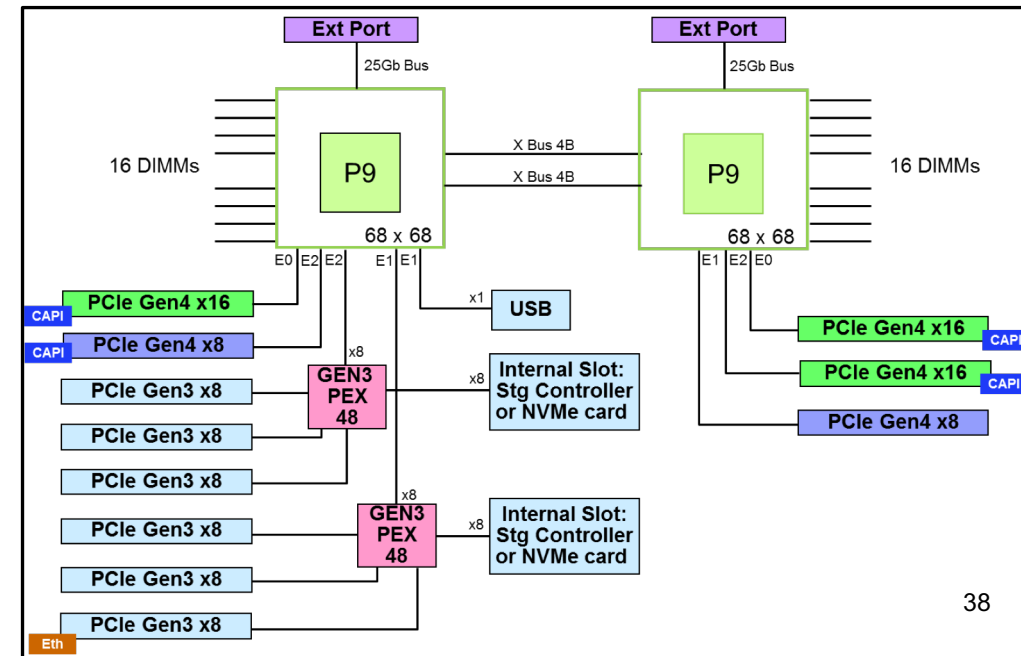 Ext Port
Ext Port
25Gb Bus
25Gb Bus
16 DIMMs
P9
X Bus 4B
X Bus 4B
P9
16 DIMMs
68 x 68
68 x 68
E0
E2
E2
E1
E1
E1
E2
E0
PCIe Gen4 x16
CAPI
x1
USB
PCIe Gen4 x16
CAPI
PCIe Gen4 x8
CAPI
x8
GEN3
PEX
48
x8
Internal Slot:
Stg Controller
or NVMe card
PCIe Gen4 x16
CAPI
PCIe Gen3 x8
PCIe Gen3 x8
PCIe Gen4 x8
PCIe Gen3 x8
x8
GEN3
PEX
48
x8
Internal Slot:
Stg Controller
or NVMe card
PCIe Gen3 x8
PCIe Gen3 x8
PCIe Gen3 x8
Eth
38